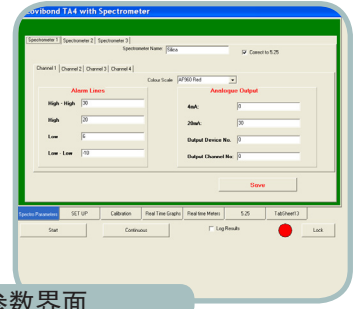 Lovibond TA4 with Spectrometer
Spectrometer 1 Spectrometer 2 Spectrometer 3
Spectrometer Name: Silica Correct to 5.25
Channel 1 Channel 2 Channel 3 Channel 4
Colour Scale AF960 Red
Alarm Lines Analogue Output
High - High 30 4mA: 0
High 20 20mA: 30
Low 6 Output Device No. 0
Low - Low -10 Output Channel No: 0
Save
Spectro Parameters SET UP Calibration Real Time Graphs Real time Meters 5.25 TabSheet13
Start Continuous Log Results Lock
参数界面